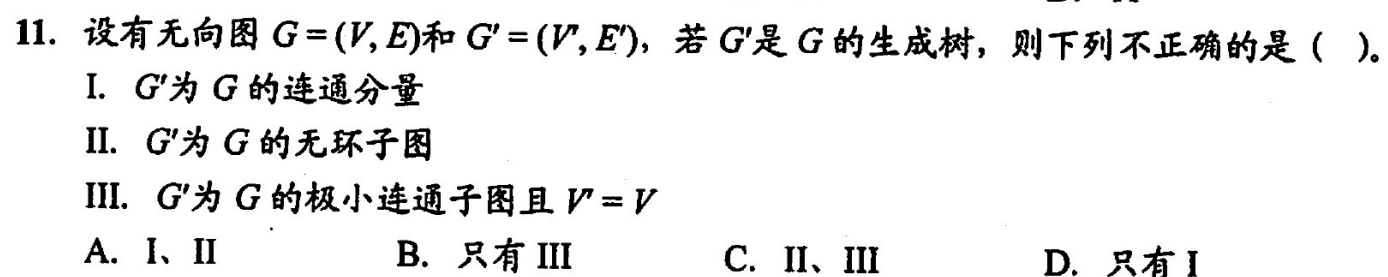 11. 设有无向图 G=(V, E)和 G'=(V', E')，若 G'是 G 的生成树，则下列不正确的是 (  )。
I. G'为 G 的连通分量
II. G'为 G 的无环子图
III. G'为 G 的极小连通子图且 V'=V
A. I、II B. 只有 III C. II、III D. 只有 I